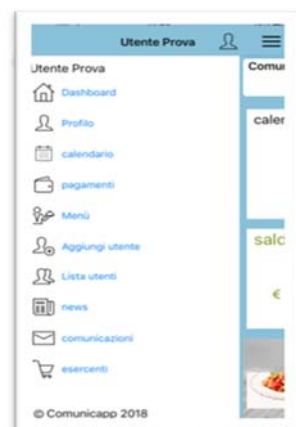 Utente Prova
Utente Prova
Dashboard
Profilo
calendario
pagamenti
Menù
Aggiungi utente
Lista utenti
news
comunicazioni
esercenti
© Comunicapp 2018
Comu
caler
salc
€